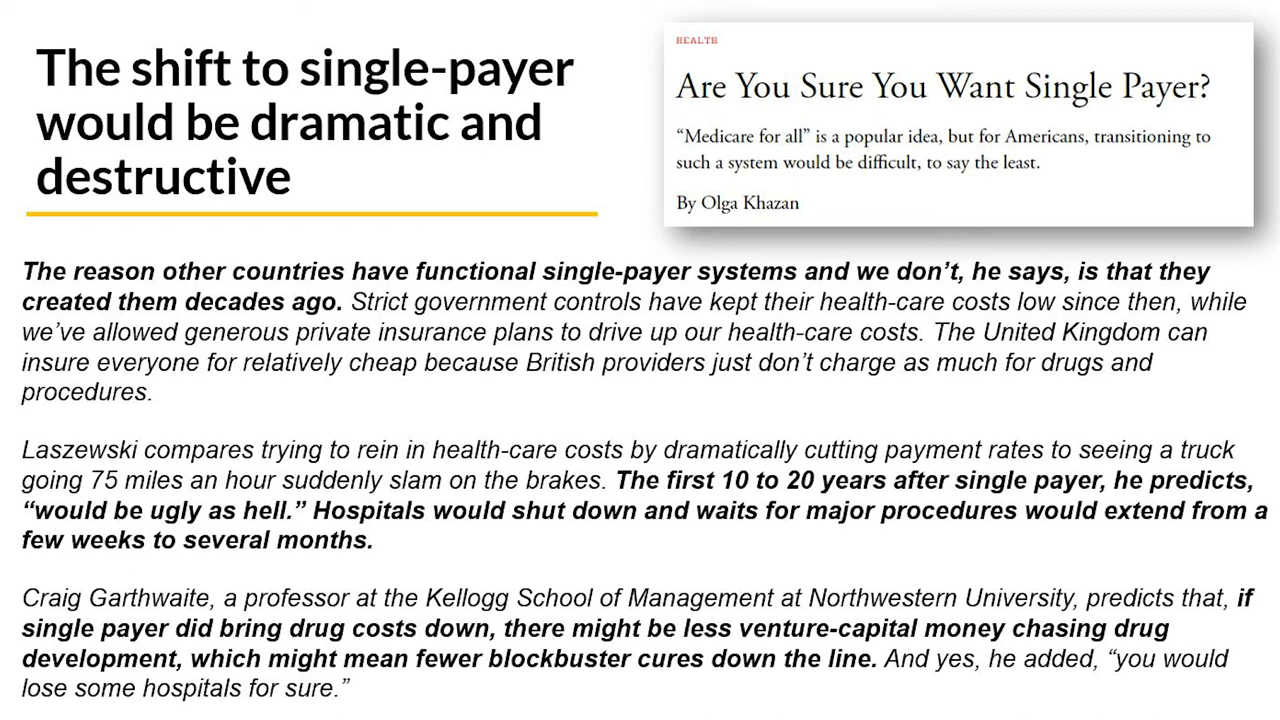 The shift to single-payer
would be dramatic and
destructive
HEALTH
Are You Sure You Want Single Payer?
“Medicare for all” is a popular idea, but for Americans, transitioning to
such a system would be difficult, to say the least.
By Olga Khazan
The reason other countries have functional single-payer systems and we don’t, he says, is that they
created them decades ago. Strict government controls have kept their health-care costs low since then, while
we’ve allowed generous private insurance plans to drive up our health-care costs. The United Kingdom can
insure everyone for relatively cheap because British providers just don’t charge as much for drugs and
procedures.
Laszewski compares trying to rein in health-care costs by dramatically cutting payment rates to seeing a truck
going 75 miles an hour suddenly slam on the brakes. The first 10 to 20 years after single payer, he predicts,
“would be ugly as hell.” Hospitals would shut down and waits for major procedures would extend from a
few weeks to several months.
Craig Garthwaite, a professor at the Kellogg School of Management at Northwestern University, predicts that, if
single payer did bring drug costs down, there might be less venture-capital money chasing drug
development, which might mean fewer blockbuster cures down the line. And yes, he added, “you would
lose some hospitals for sure.”